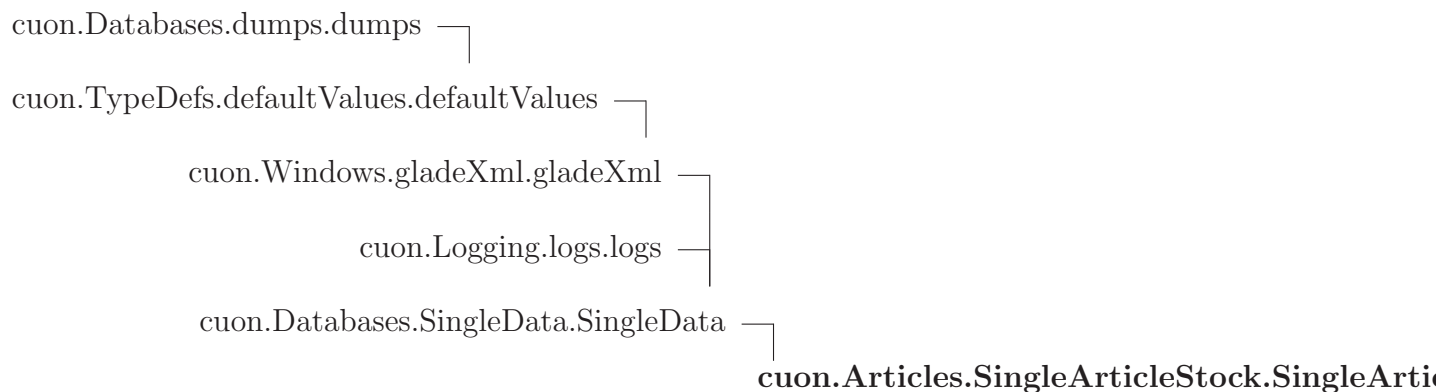 cuon.Databases.dumps.dumps
cuon.TypeDefs.defaultValues.defaultValues
cuon.Windows.gladeXml.gladeXml
cuon.Logging.logs.logs
cuon.Databases.SingleData.SingleData
cuon.Articles.SingleArticleStock.SingleArtic